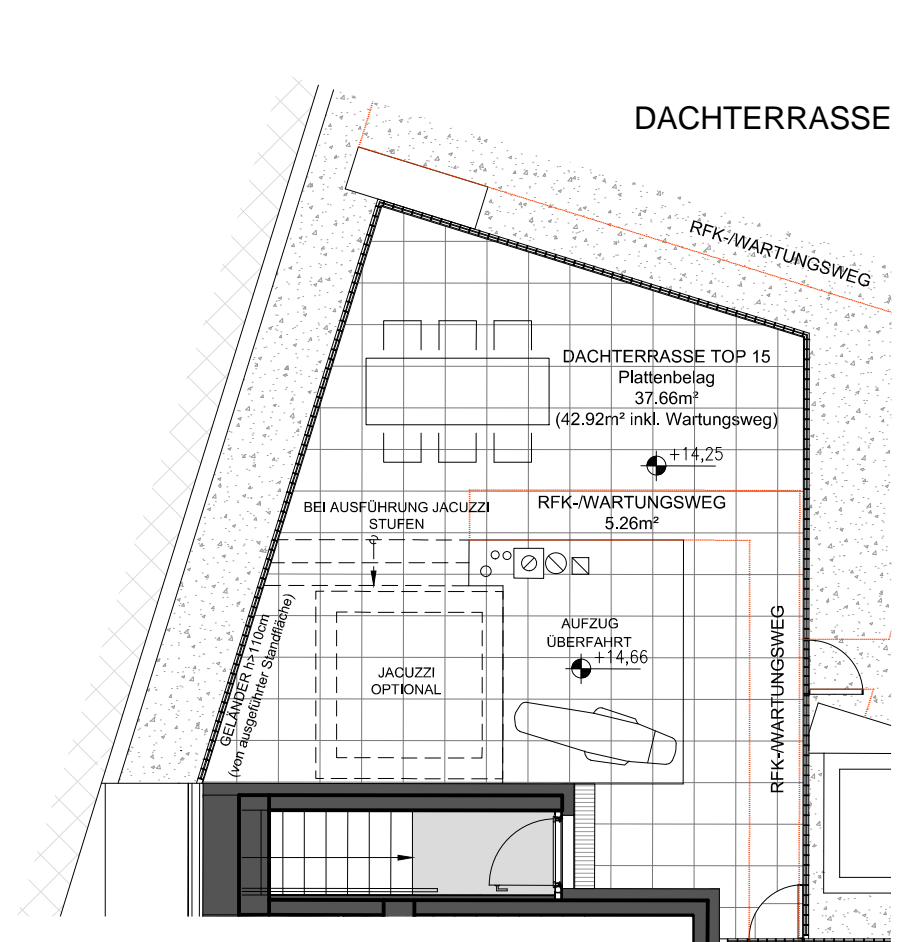 DACHTERRASSE
RFK-/WARTUNGSWEG
DACHTERRASSE TOP 15
Plattenbelag
37.66m²
(42.92m² inkl. Wartungsweg)
+14,25
BEI AUSFÜHRUNG JACUZZI
STUFEN
2
RFK-/WARTUNGSWEG
5.26m²
AUFZUG
ÜBERFAHRT
+14,66
JACUZZI
OPTIONAL
GELÄNDER h>110cm
(von ausgeführter Standfläche)
RFK-/WARTUNGSWEG